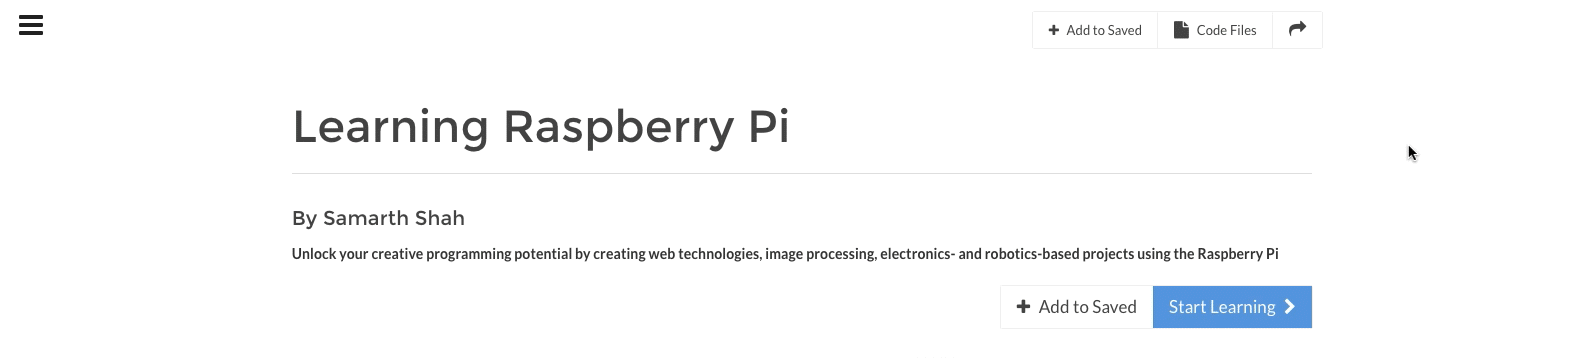 Add to Saved
Code Files
Learning Raspberry Pi
By Samarth Shah
Unlock your creative programming potential by creating web technologies, image processing, electronics- and robotics-based projects using the Raspberry Pi
Add to Saved
Start Learning